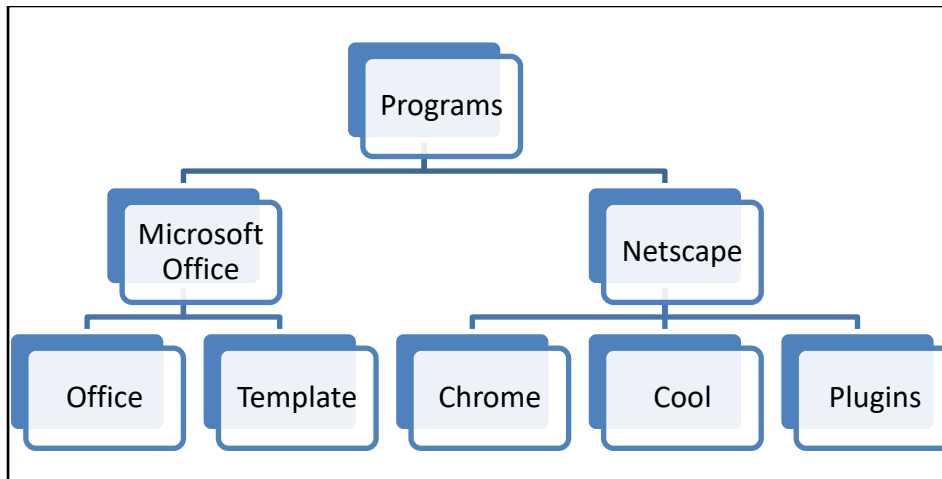 Programs
Microsoft
Office
Netscape
Office
Template
Chrome
Cool
Plugins